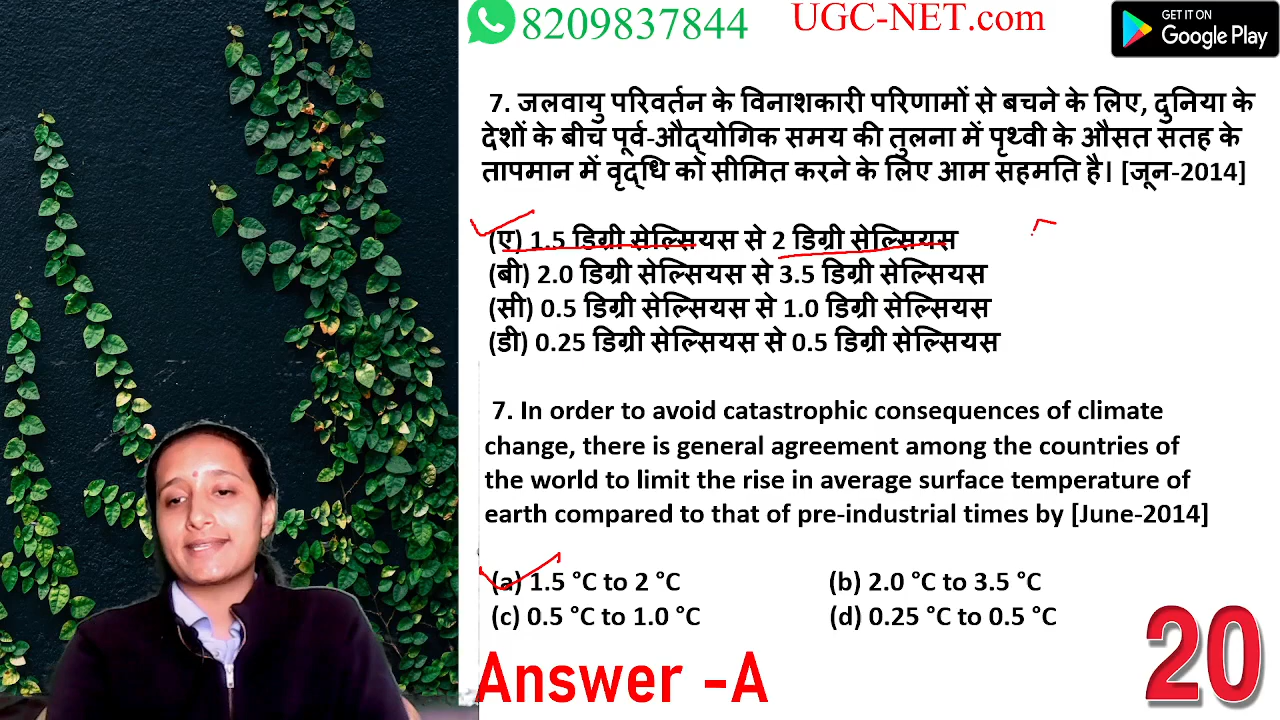 8209837844
UGC-NET.com
GET IT ON
Google Play
7. जलवायु परिवर्तन के विनाशकारी परिणामों से बचने के लिए, दुनिया के
देशों के बीच पूर्व-औद्योगिक समय की तुलना में पृथ्वी के औसत सतह के
तापमान में वृद्धि को सीमित करने के लिए आम सहमति है। [जून-2014]
(ए) 1.5 डिग्री सेल्सियस से 2 डिग्री सेल्सियस
(बी) 2.0 डिग्री सेल्सियस से 3.5 डिग्री सेल्सियस
(सी) 0.5 डिग्री सेल्सियस से 1.0 डिग्री सेल्सियस
(डी) 0.25 डिग्री सेल्सियस से 0.5 डिग्री सेल्सियस
7. In order to avoid catastrophic consequences of climate
change, there is general agreement among the countries of
the world to limit the rise in average surface temperature of
earth compared to that of pre-industrial times by [June-2014]
(a) 1.5 °C to 2 °C (b) 2.0 °C to 3.5 °C
(c) 0.5 °C to 1.0 °C (d) 0.25 °C to 0.5 °C
Answer -A
20